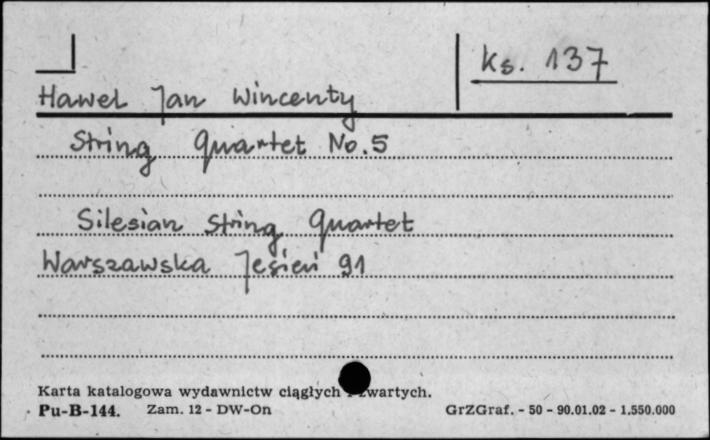 ks. 137
Hawel Jan Wincenty
String Quartet No. 5
Silesian String Quartet
Warszawska Jesień 91
Karta katalogowa wydawnictw ciągłych i zwartych.
Pu-B-144. Zam. 12 - DW-On GrZGraf. - 50 - 90.01.02 - 1.550.000